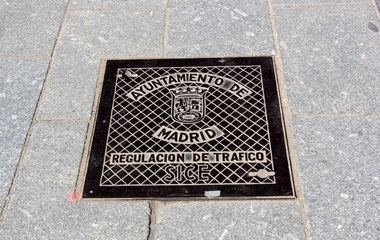 AYUNTAMIENTO DE
MADRID
REGULACION DE TRAFICO
SICE